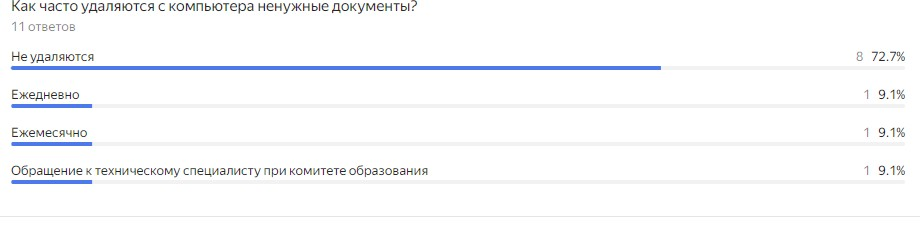 Как часто удаляются с компьютера ненужные документы?
11 ответов
Не удаляются 8 72.7%
Ежедневно 1 9.1%
Ежемесячно 1 9.1%
Обращение к техническому специалисту при комитете образования 1 9.1%